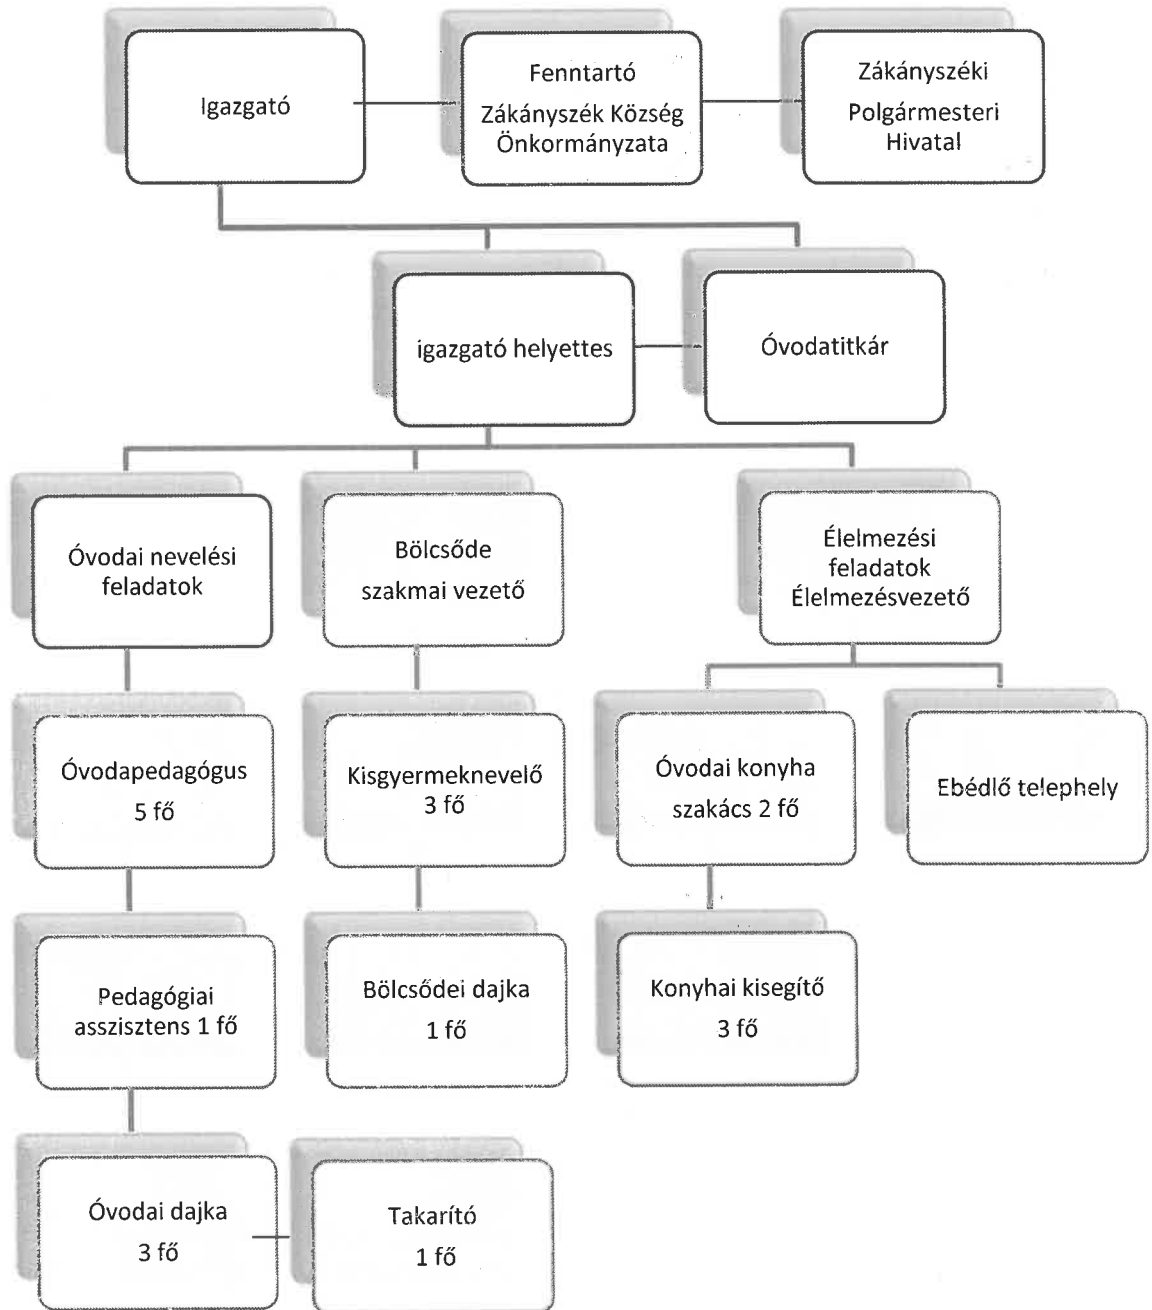 Igazgató
Fenntartó
Zákányszék Község
Önkormányzata
Zákányszéki
Polgármesteri
Hivatal
igazgató helyettes
Óvodatitkár
Óvodai nevelési
feladatok
Bölcsőde
szakmai vezető
Élelmezési
feladatok
Élelmezésvezető
Óvodapedagógus
5 fő
Kisgyermeknevelő
3 fő
Óvodai konyha
szakács 2 fő
Ebédlő telephely
Pedagógiai
asszisztens 1 fő
Bölcsődei dajka
1 fő
Konyhai kisegítő
3 fő
Óvodai dajka
3 fő
Takarító
1 fő